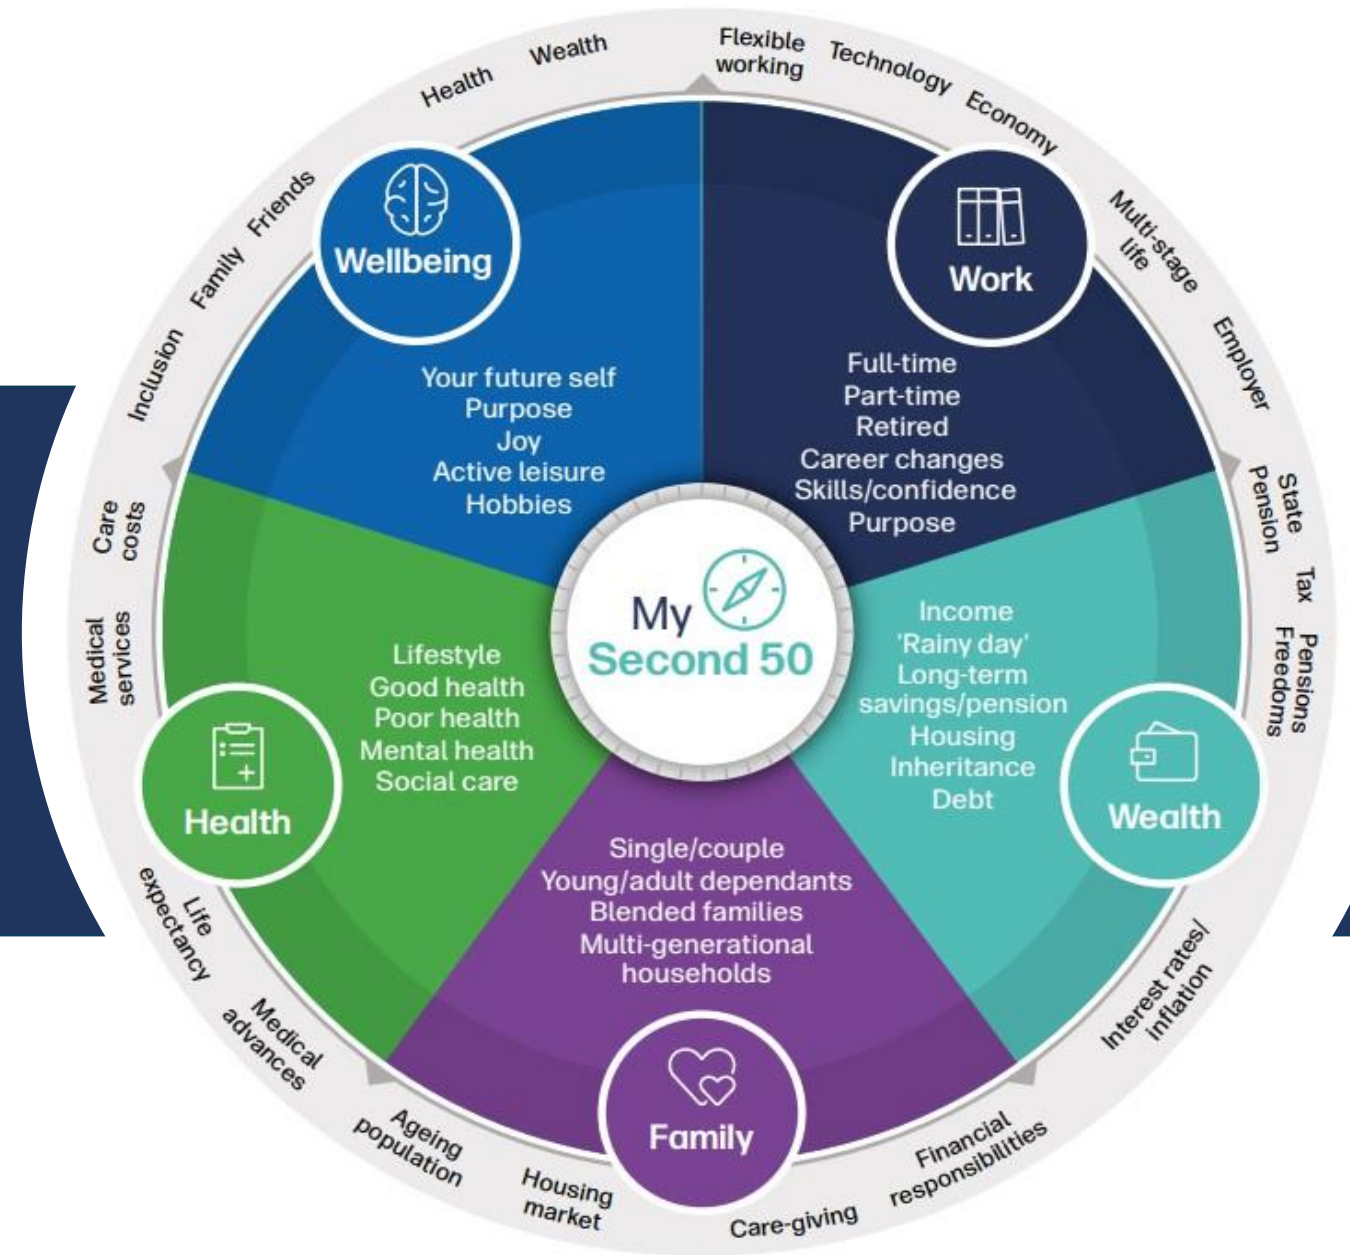 My
Second 50
Work
Full-time
Part-time
Retired
Career changes
Skills/confidence
Purpose
Flexible
working
Technology
Economy
Multi-stage
life
Employer
Wealth
Income
'Rainy day'
Long-term
savings/pension
Housing
Inheritance
Debt
State
Pension
Tax
Pensions
Freedoms
Interest rates/
inflation
Family
Single/couple
Young/adult dependants
Blended families
Multi-generational
households
Financial
responsibilities
Care-giving
Housing
market
Ageing
population
Health
Lifestyle
Good health
Poor health
Mental health
Social care
Medical
advances
Life
expectancy
Medical
services
Care
costs
Wellbeing
Your future self
Purpose
Joy
Active leisure
Hobbies
Inclusion
Family
Friends
Health
Wealth